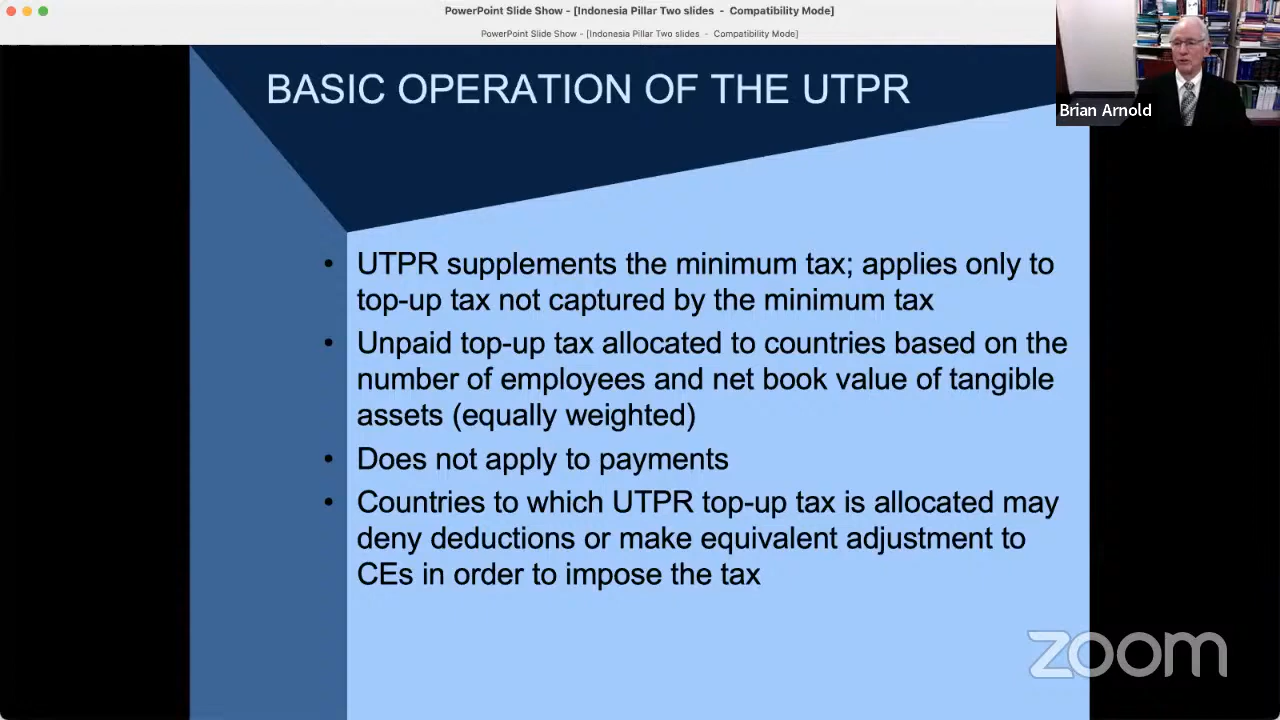 PowerPoint Slide Show - [Indonesia Pillar Two slides - Compatibility Mode]
PowerPoint Slide Show - [Indonesia Pillar Two slides - Compatibility Mode]
BASIC OPERATION OF THE UTPR
Brian Arnold
• UTPR supplements the minimum tax; applies only to
top-up tax not captured by the minimum tax
• Unpaid top-up tax allocated to countries based on the
number of employees and net book value of tangible
assets (equally weighted)
• Does not apply to payments
• Countries to which UTPR top-up tax is allocated may
deny deductions or make equivalent adjustment to
CEs in order to impose the tax
zoom